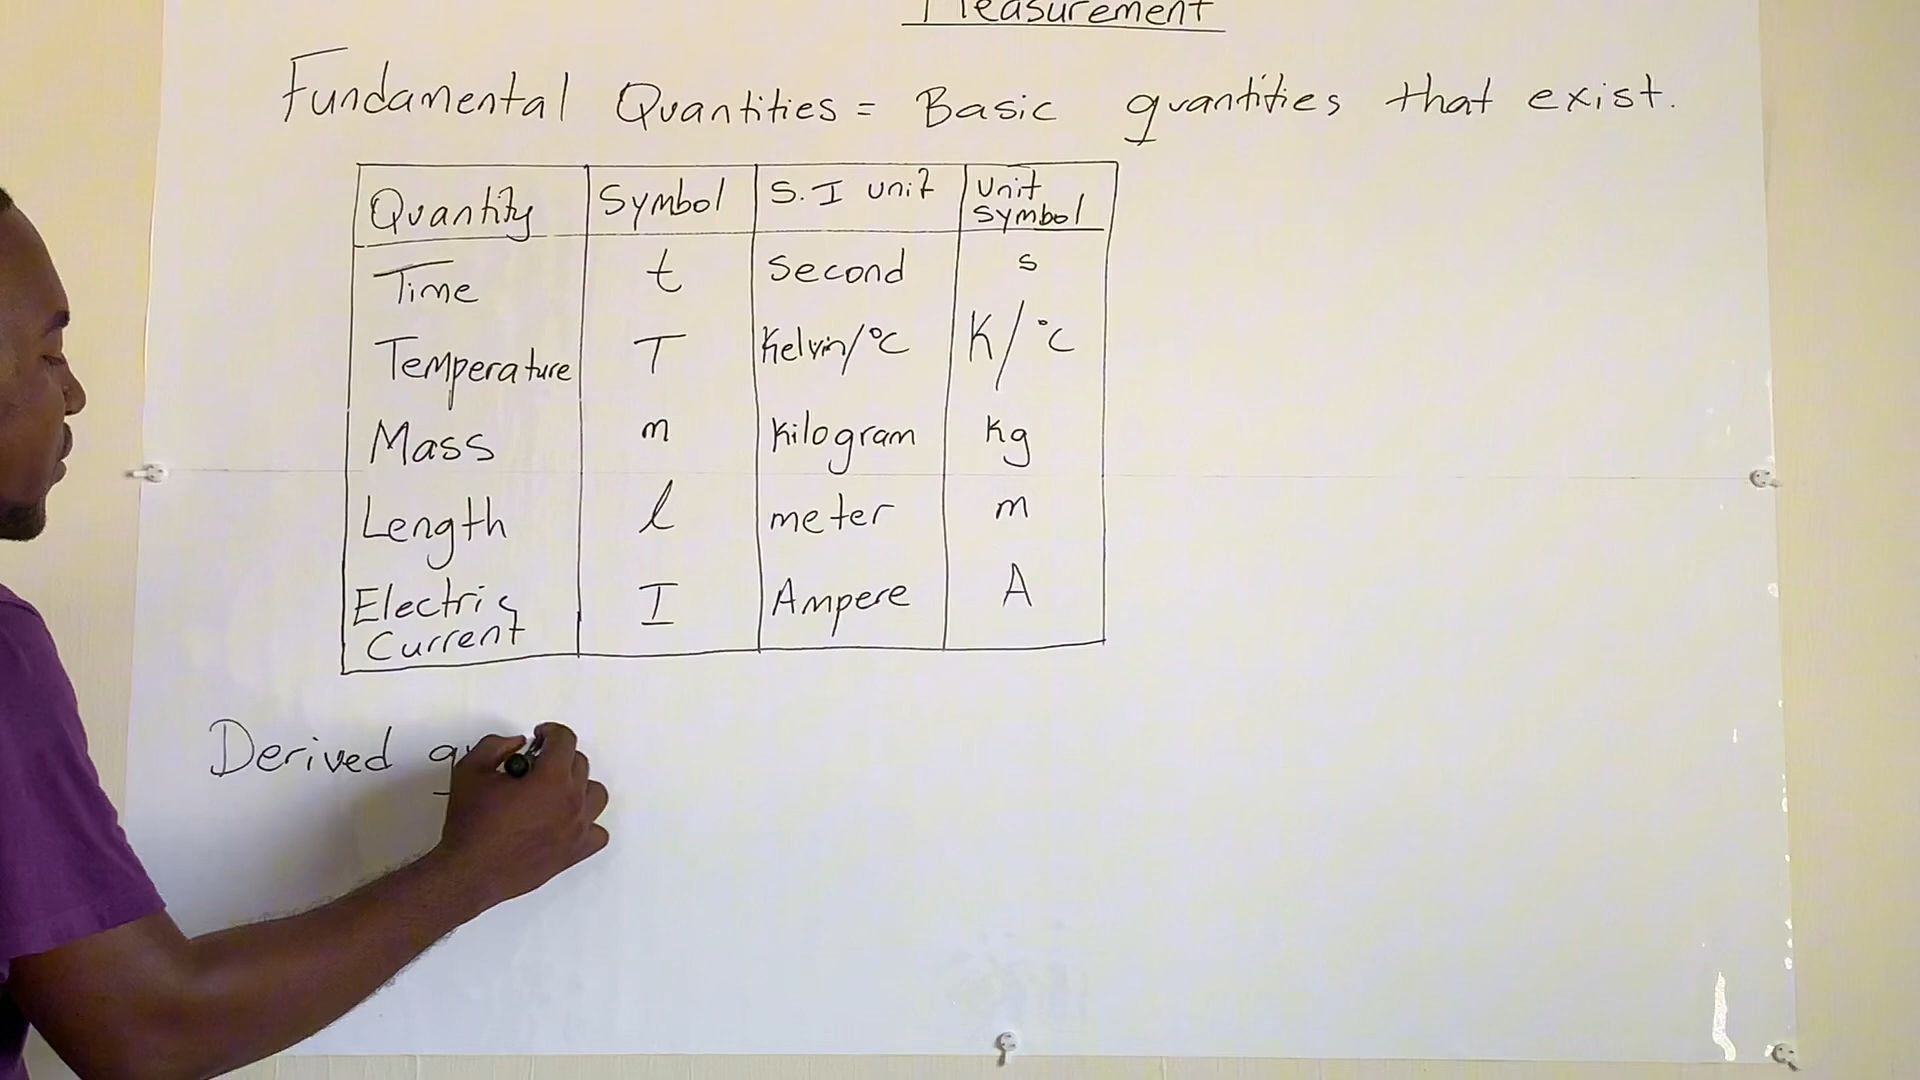 Measurement
Fundamental Quantities = Basic quantities that exist.
Quantity Symbol S.I unit Unit symbol
Time t second s
Temperature T Kelvin/°C K/°C
Mass m kilogram kg
Length l meter m
Electric Current I Ampere A
Derived